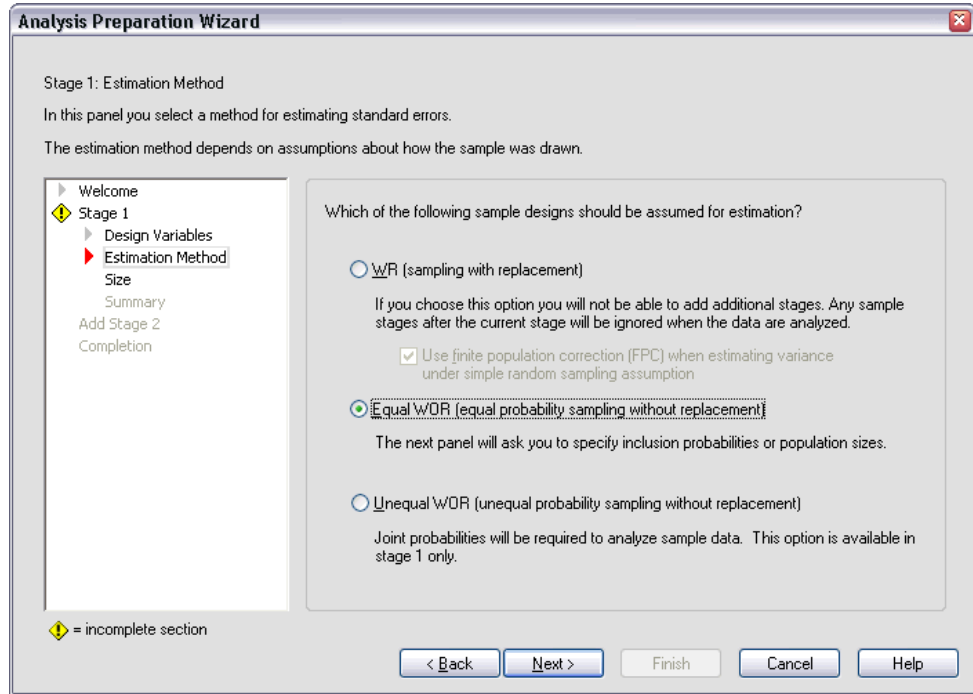 Analysis Preparation Wizard
Stage 1: Estimation Method
In this panel you select a method for estimating standard errors.
The estimation method depends on assumptions about how the sample was drawn.
Welcome
Stage 1
Design Variables
Estimation Method
Size
Summary
Add Stage 2
Completion
! = incomplete section
Which of the following sample designs should be assumed for estimation?
WR (sampling with replacement)
If you choose this option you will not be able to add additional stages. Any sample
stages after the current stage will be ignored when the data are analyzed.
Use finite population correction (FPC) when estimating variance
under simple random sampling assumption
Equal WOR (equal probability sampling without replacement)
The next panel will ask you to specify inclusion probabilities or population sizes.
Unequal WOR (unequal probability sampling without replacement)
Joint probabilities will be required to analyze sample data. This option is available in
stage 1 only.
< Back
Next >
Finish
Cancel
Help